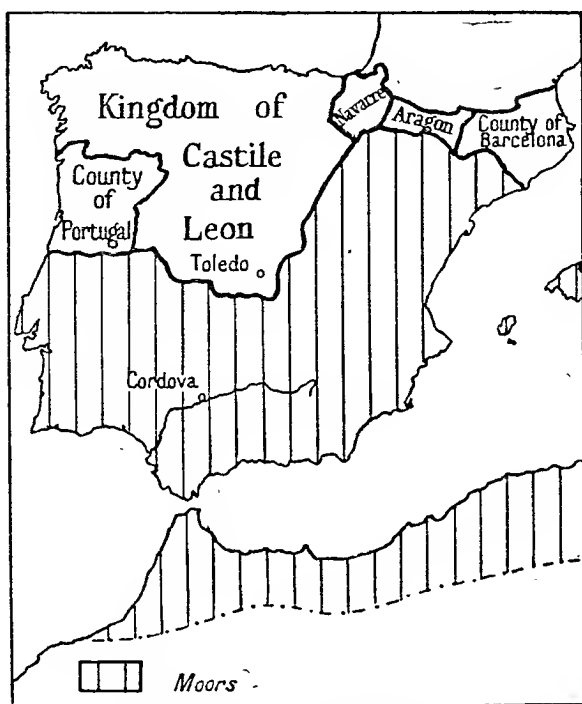 Kingdom of
Castile
and
Leon
Toledo
County
of
Portugal
Navarre
Aragon
County of
Barcelona
Cordova
Moors